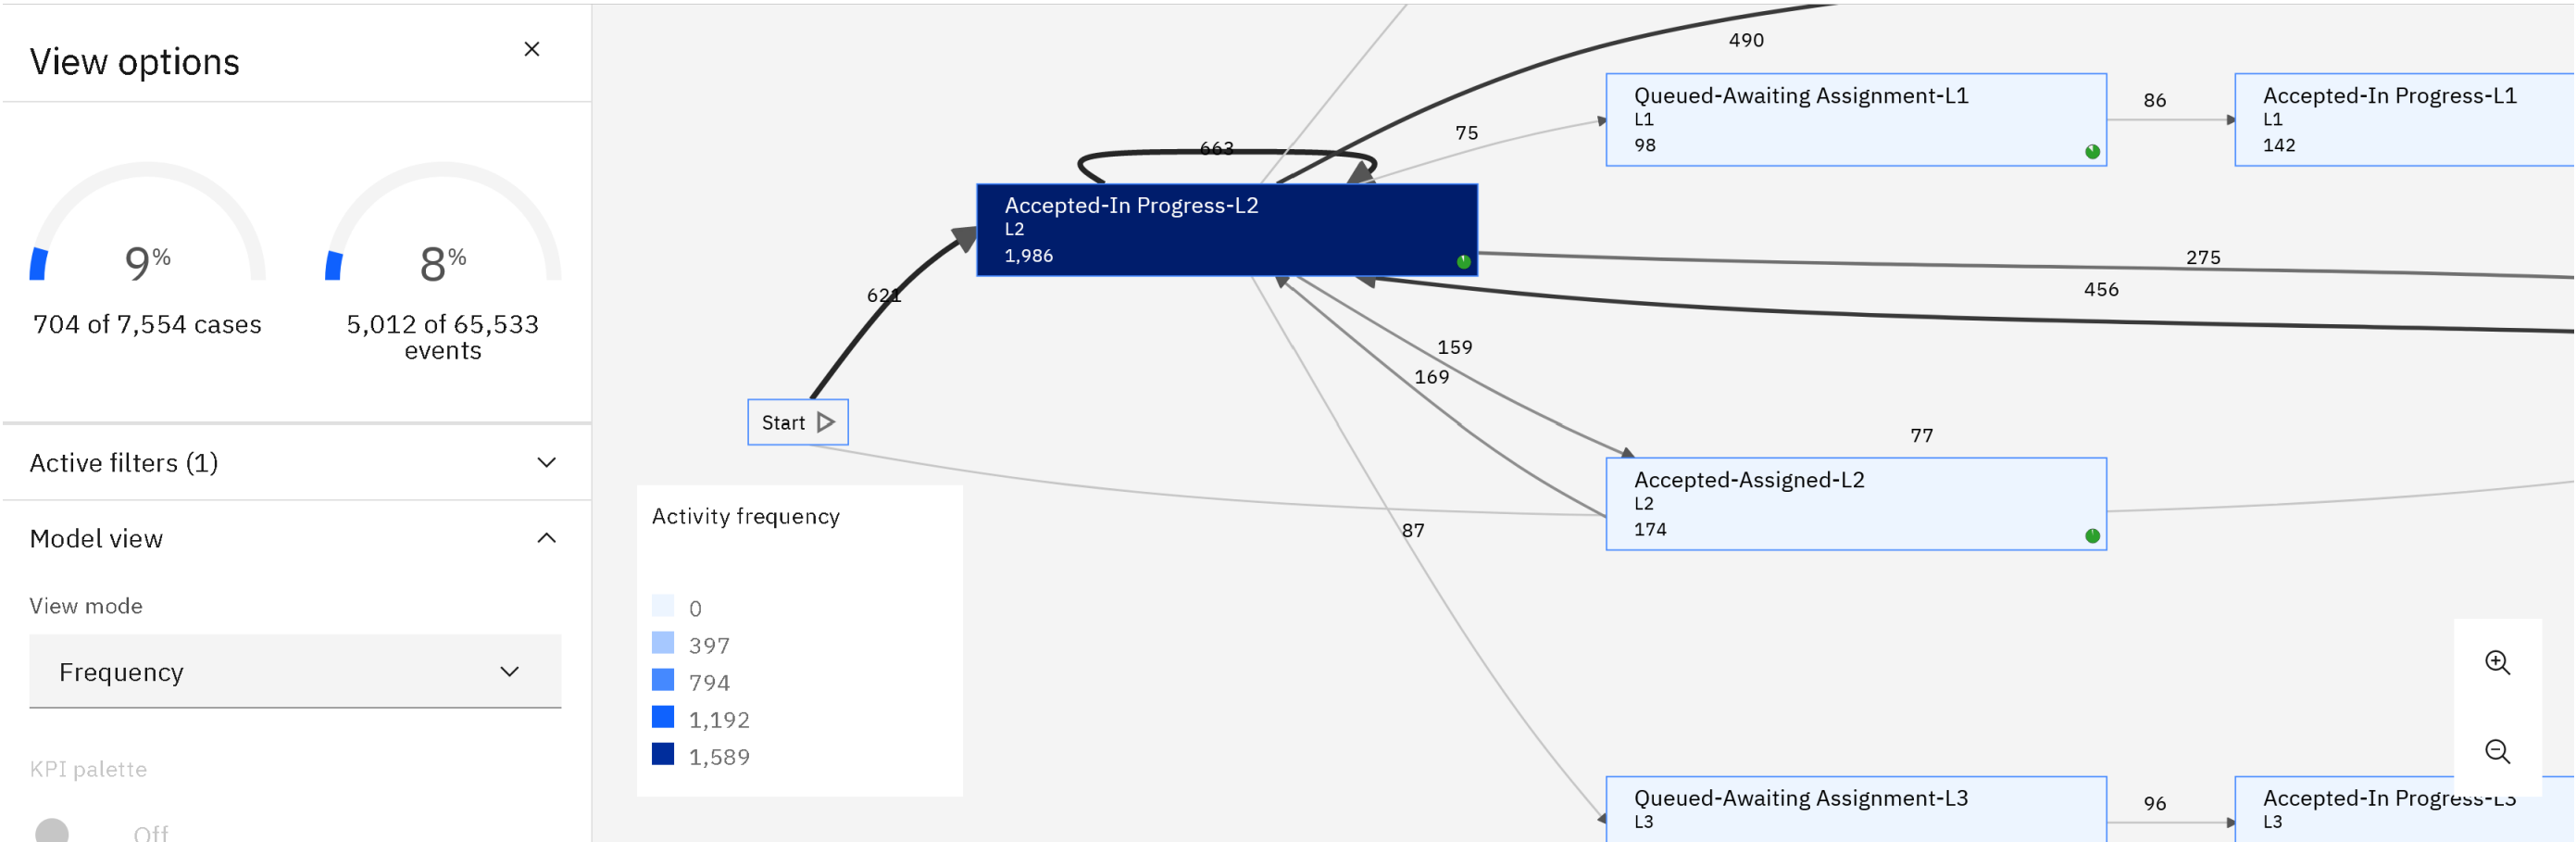 View options
9%
704 of 7,554 cases
8%
5,012 of 65,533
events
Active filters (1)
Model view
View mode
Frequency
KPI palette
Off
490
Queued-Awaiting Assignment-L1
L1
98
86
Accepted-In Progress-L1
L1
142
75
663
Accepted-In Progress-L2
L2
1,986
275
456
621
159
169
Start
77
Accepted-Assigned-L2
L2
174
87
Activity frequency
0
397
794
1,192
1,589
Queued-Awaiting Assignment-L3
L3
96
Accepted-In Progress-L3
L3